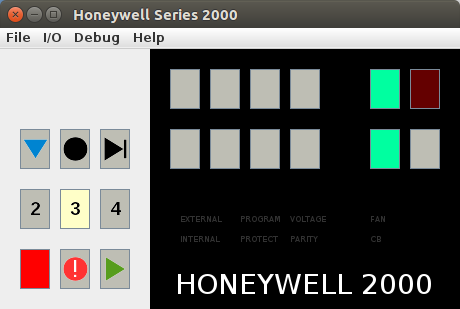 Honeywell Series 2000
File I/O Debug Help
2 3 4
!
EXTERNAL PROGRAM VOLTAGE FAN
INTERNAL PROTECT PARITY CB
HONEYWELL 2000